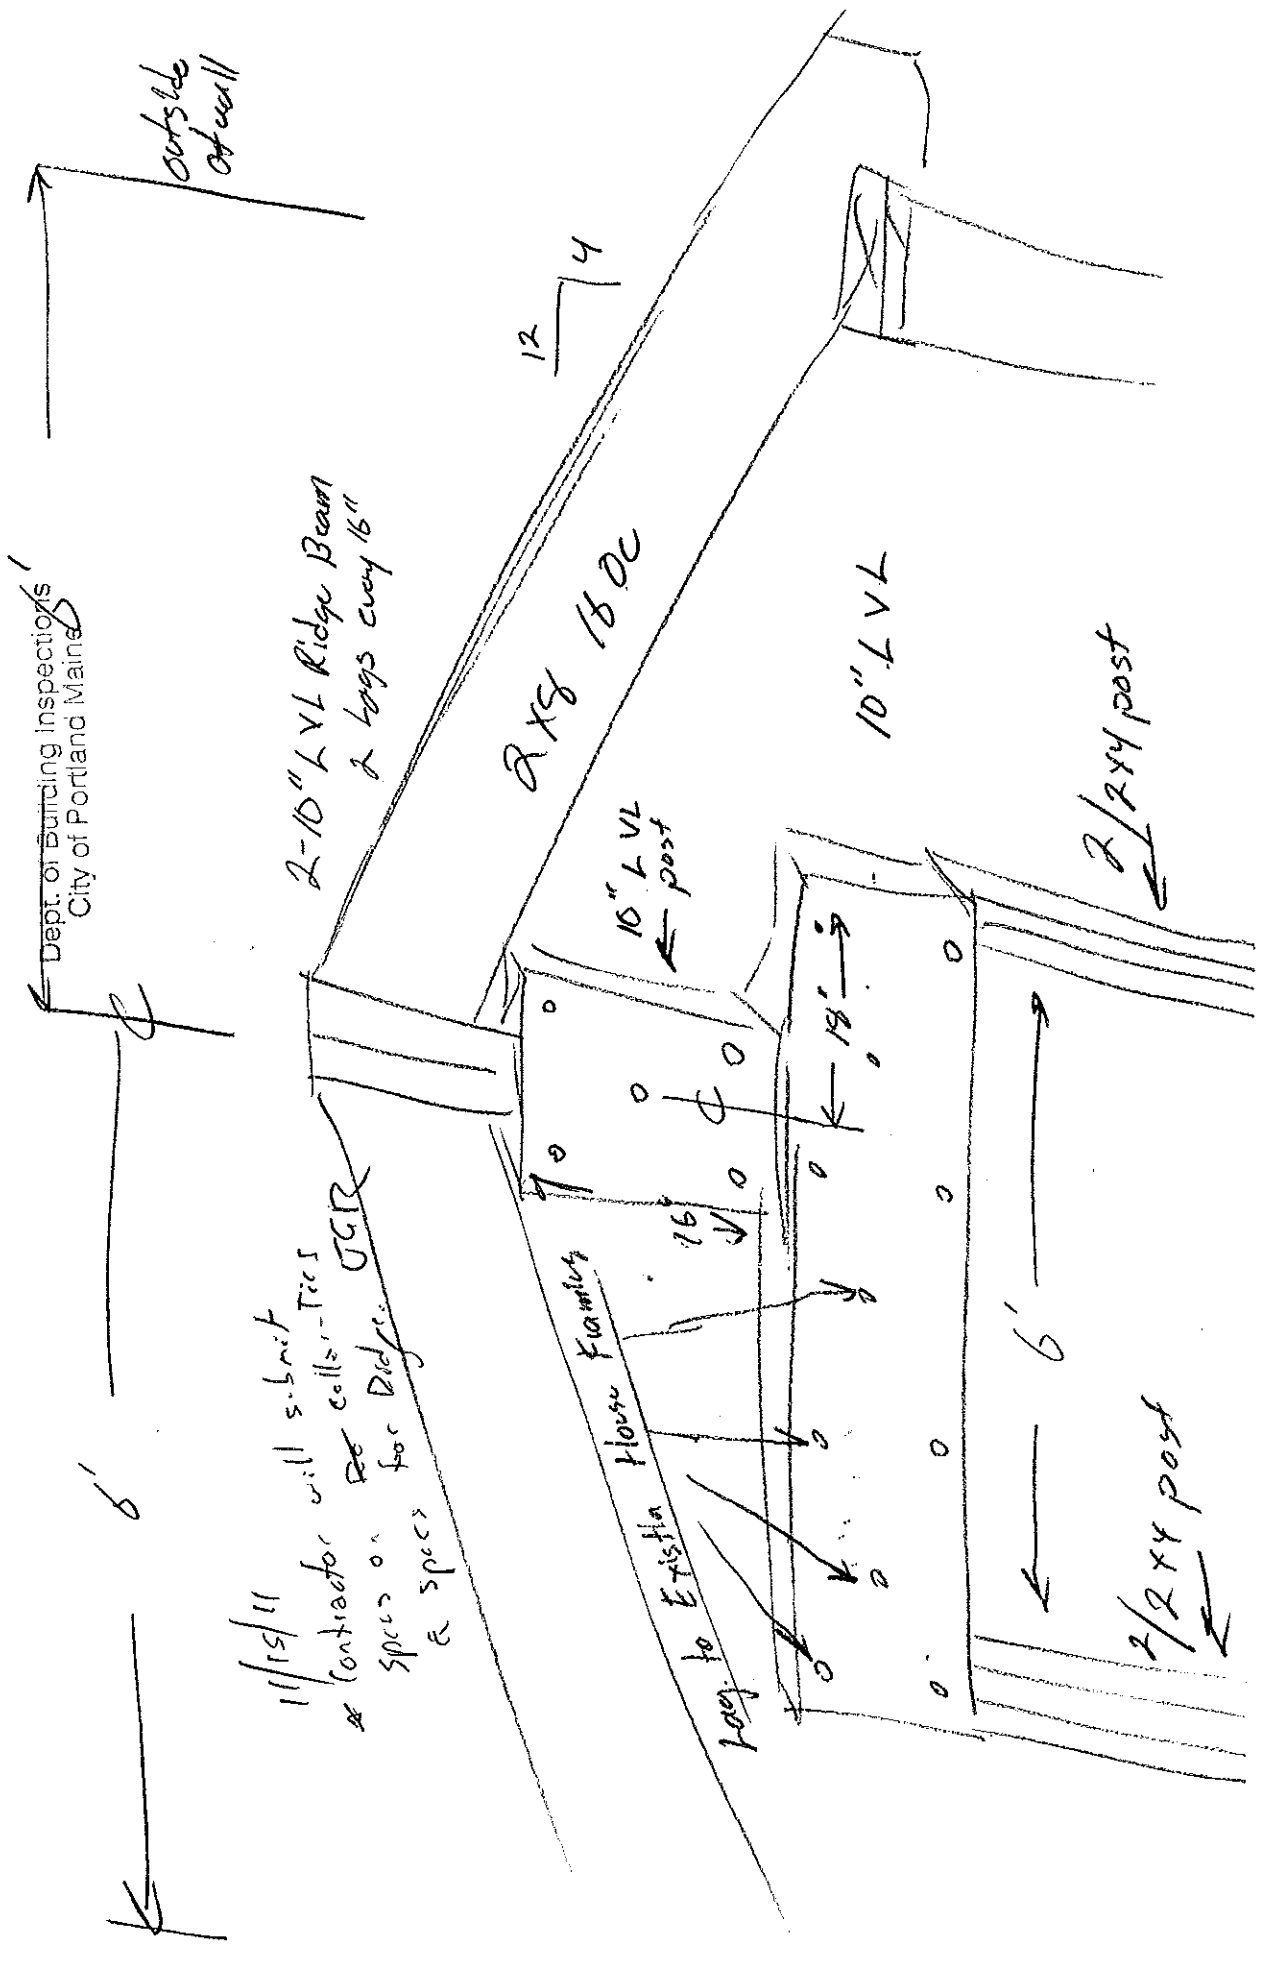 Dept. of Building Inspections
City of Portland Maine
8'
outside
of wall
6'
2-10" LVL Ridge Beam
2 Lags every 16"
12
4
11/15/11
* Contractor will submit
specs on collar-Ties
& specs for Ridge. JGR
2x8 16 OC
10" LVL
post
10" LVL
Lag. to Existing House Framing
16"
18"
6'
2/2x4 post
2/2x4 post